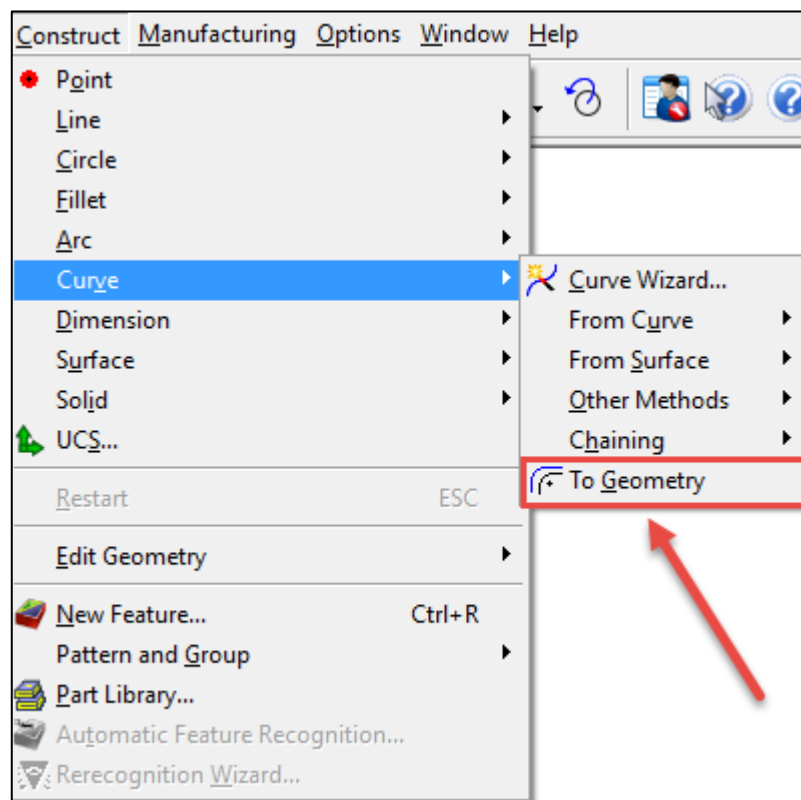 Construct Manufacturing Options Window Help
Point
Line
Circle
Fillet
Arc
Curve
Curve Wizard...
Dimension
From Curve
Surface
From Surface
Solid
Other Methods
UCS...
Chaining
Restart ESC
To Geometry
Edit Geometry
New Feature... Ctrl+R
Pattern and Group
Part Library...
Automatic Feature Recognition...
Rerecognition Wizard...